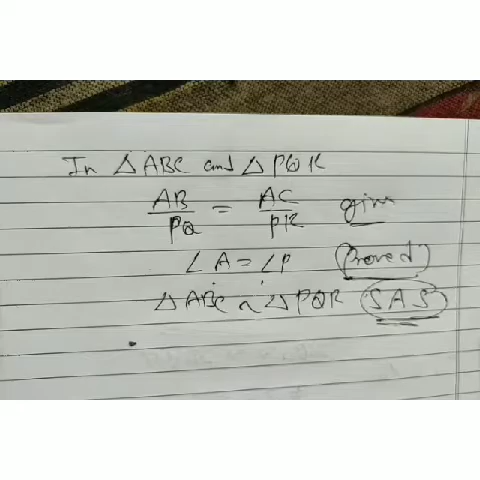 In △ABC and △PQR
AB/PQ = AC/PR given
∠A = ∠P (Proved)
△ABC ~ △PQR (SAS)